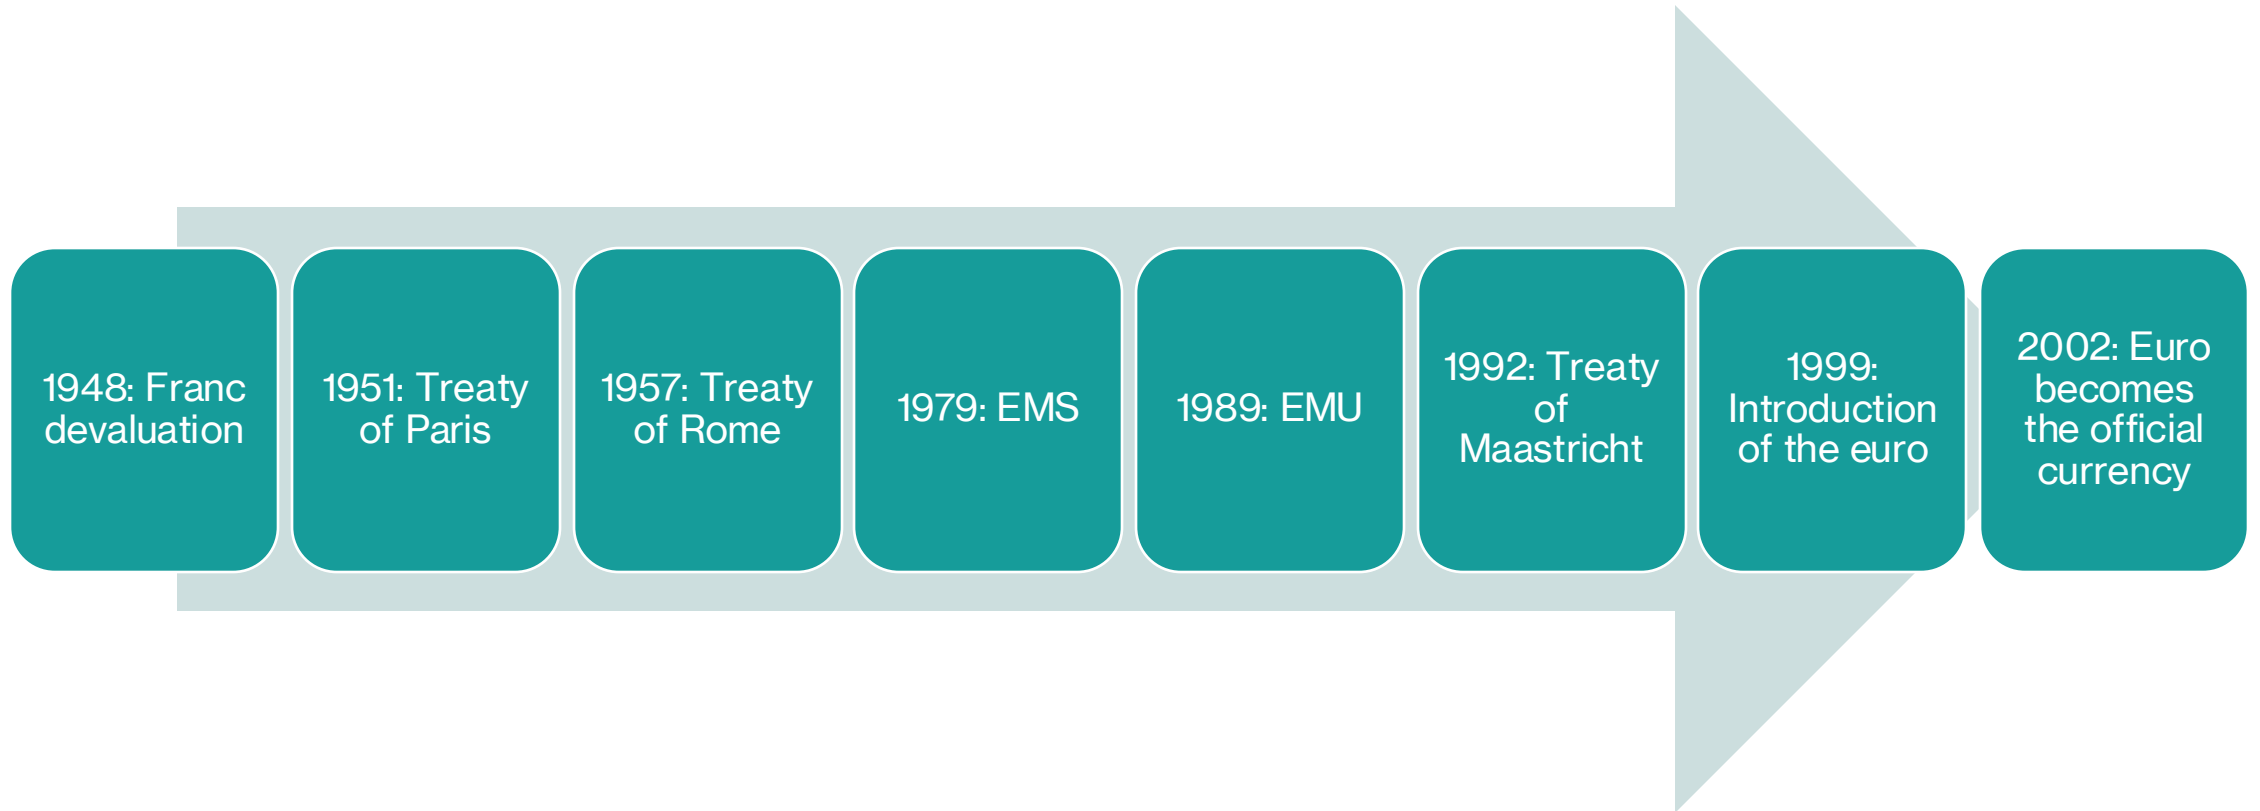 1948: Franc
devaluation
1951: Treaty
of Paris
1957: Treaty
of Rome
1979: EMS
1989: EMU
1992: Treaty
of
Maastricht
1999:
Introduction
of the euro
2002: Euro
becomes
the official
currency